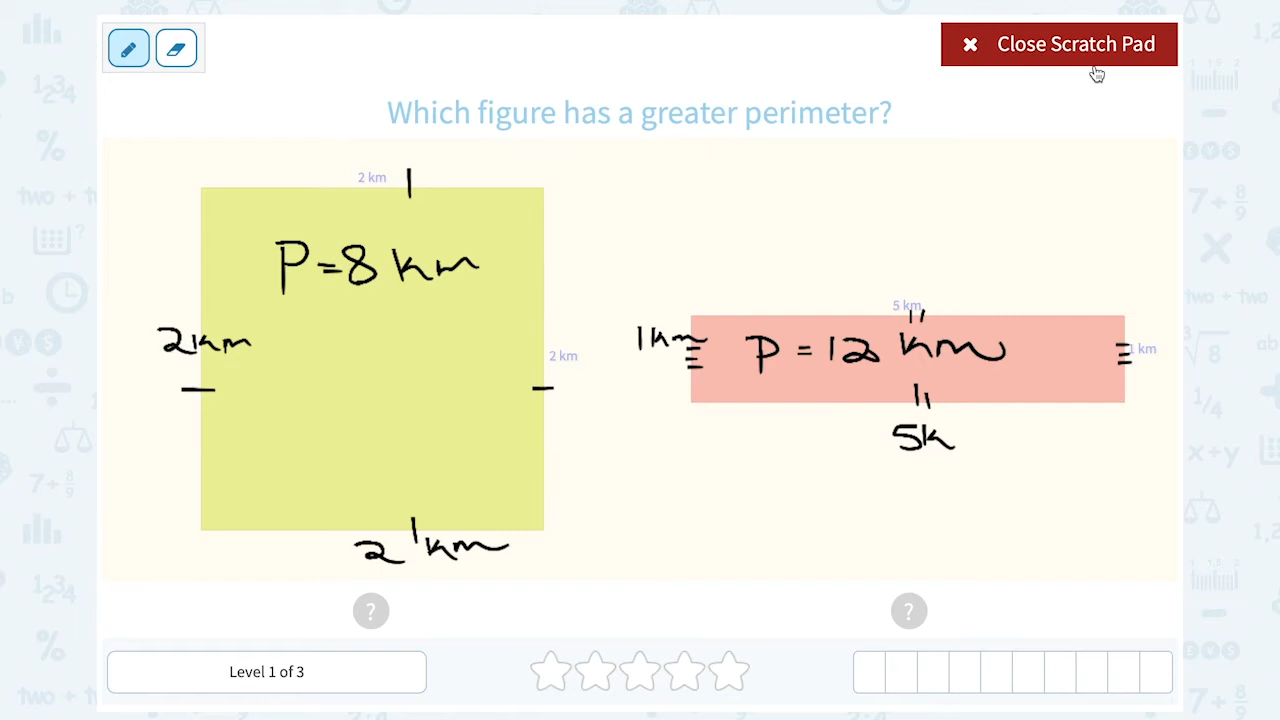 Close Scratch Pad
Which figure has a greater perimeter?
2 km
P=8 km
2km
2 km
2 km
5 km
1km
P = 12 km
1 km
5k
?
?
Level 1 of 3